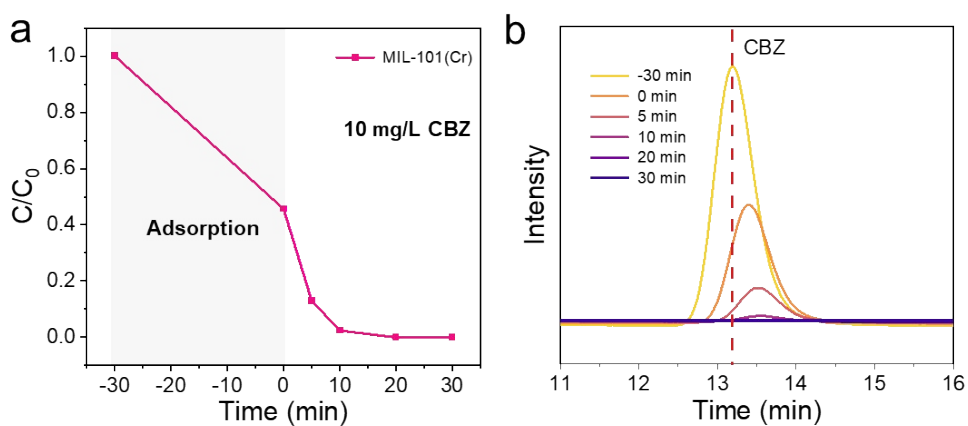 a
1.0
0.8
0.6
0.4
0.2
0.0
C/C0
MIL-101(Cr)
10 mg/L CBZ
Adsorption
-30
-20
-10
0
10
20
30
Time (min)
b
CBZ
-30 min
0 min
5 min
10 min
20 min
30 min
Intensity
11
12
13
14
15
16
Time (min)